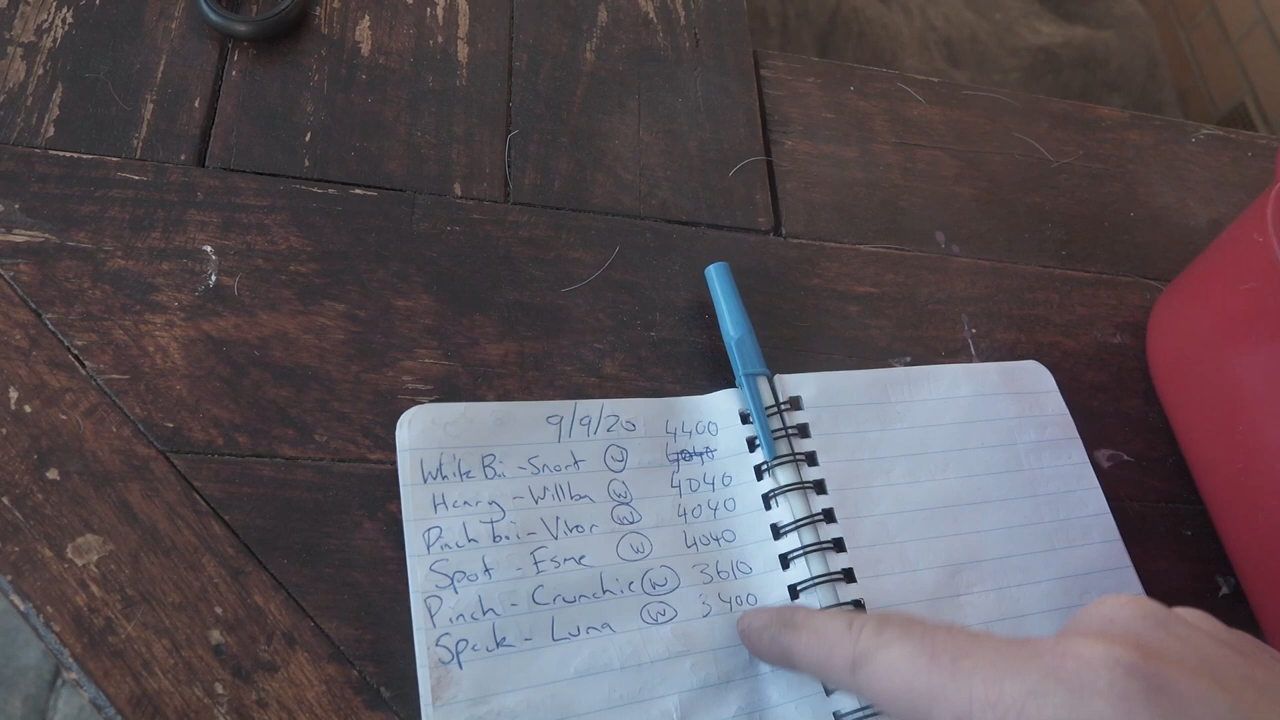 9/9/20 4400
White Boi - Snort W 4040
Henry - Willba W 4040
Pinch boi - Viror W 4040
Spot - Esme W 4040
Pinch - Crunchie W 3610
Speck - Luna W 3400